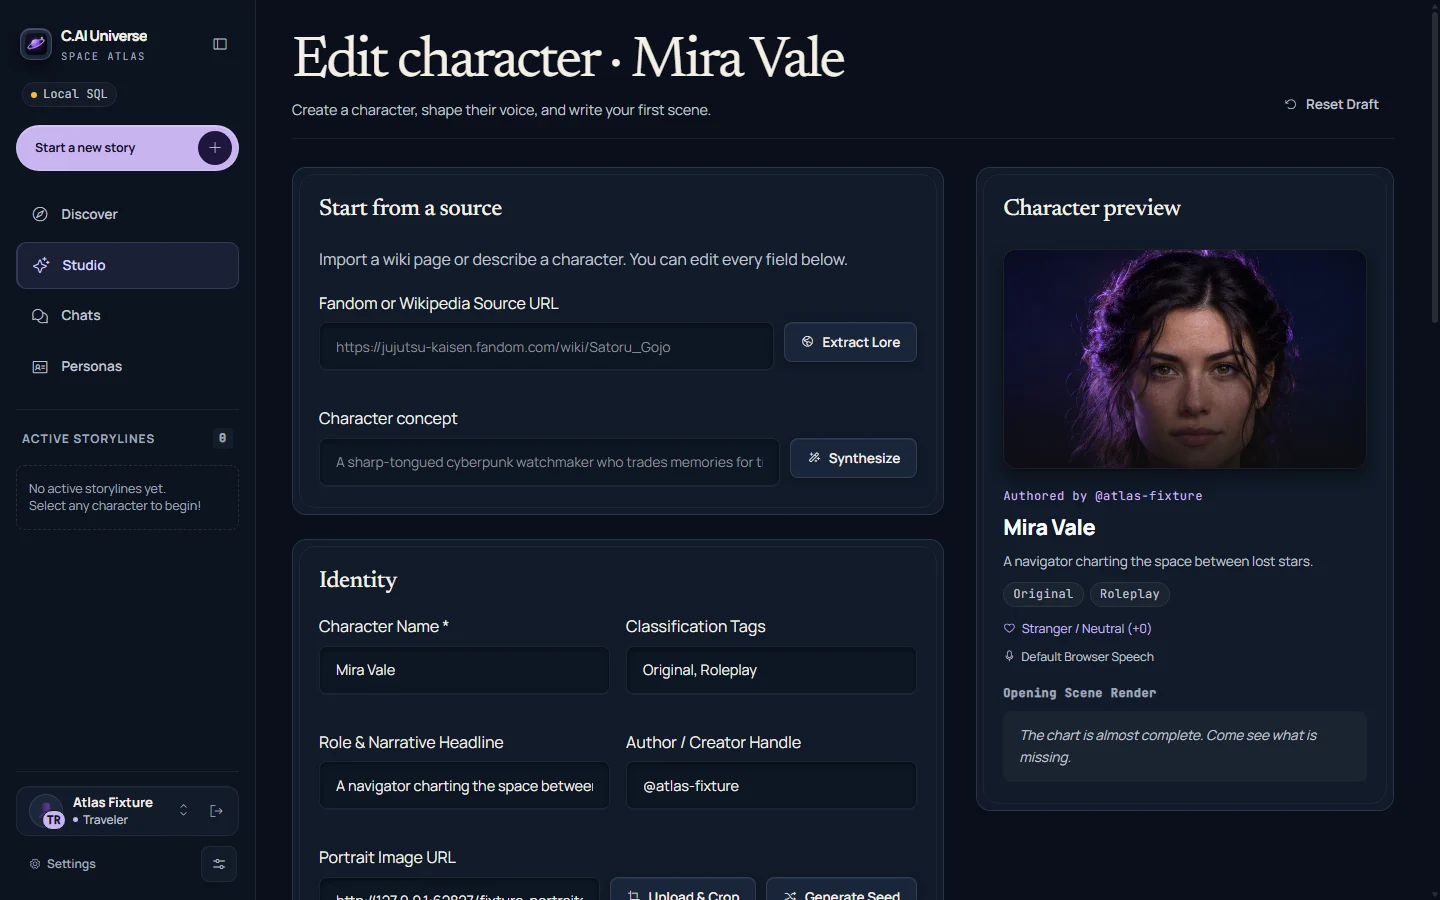 C.AI Universe
SPACE ATLAS
Local SQL
Start a new story
Discover
Studio
Chats
Personas
ACTIVE STORYLINES
0
No active storylines yet.
Select any character to begin!
Atlas Fixture
TR
Traveler
Settings
Edit character · Mira Vale
Create a character, shape their voice, and write your first scene.
Reset Draft
Start from a source
Import a wiki page or describe a character. You can edit every field below.
Fandom or Wikipedia Source URL
https://jujutsu-kaisen.fandom.com/wiki/Satoru_Gojo
Extract Lore
Character concept
A sharp-tongued cyberpunk watchmaker who trades memories for
Synthesize
Identity
Character Name *
Classification Tags
Mira Vale
Original, Roleplay
Role & Narrative Headline
Author / Creator Handle
A navigator charting the space between
@atlas-fixture
Portrait Image URL
Upload & Crop
Generate Seed
Character preview
Authored by @atlas-fixture
Mira Vale
A navigator charting the space between lost stars.
Original
Roleplay
Stranger / Neutral (+0)
Default Browser Speech
Opening Scene Render
The chart is almost complete. Come see what is
missing.